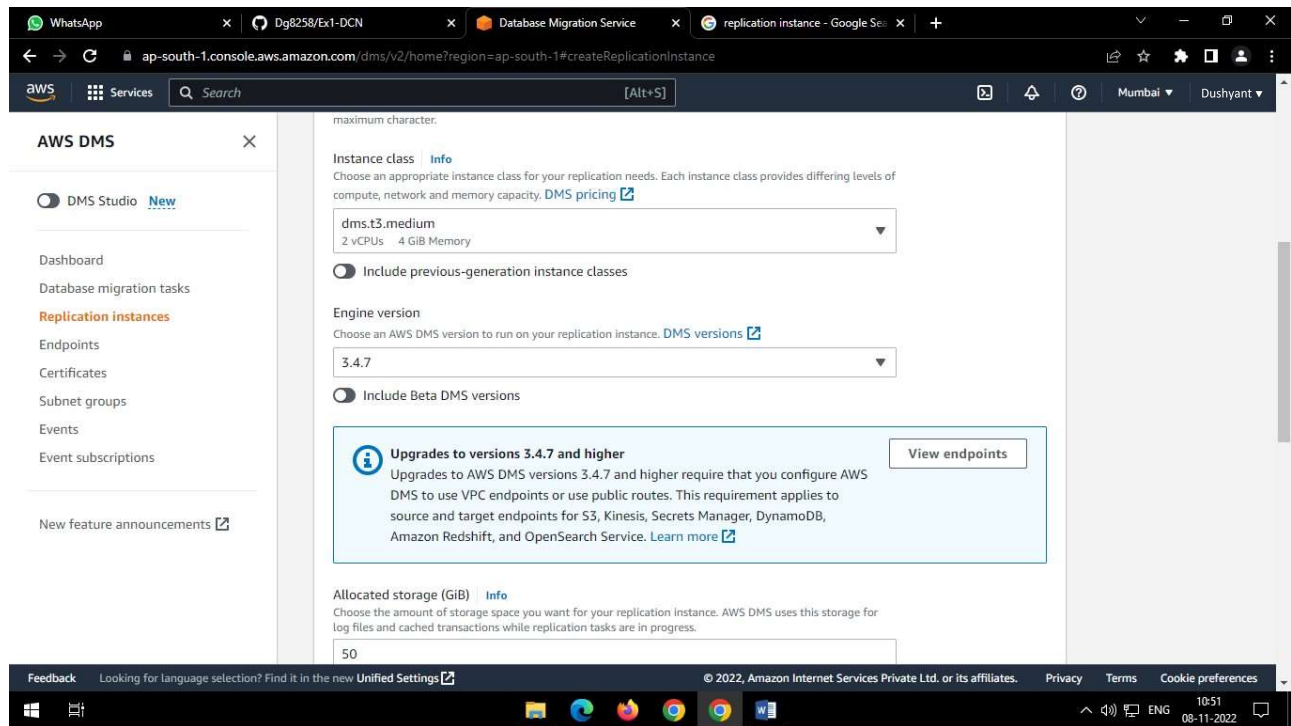 WhatsApp
Dg8258/Ex1-DCN
Database Migration Service
replication instance - Google Sea
ap-south-1.console.aws.amazon.com/dms/v2/home?region=ap-south-1#createReplicationInstance
aws
Services
Search
[Alt+S]
Mumbai
Dushyant
AWS DMS
DMS Studio New
Dashboard
Database migration tasks
Replication instances
Endpoints
Certificates
Subnet groups
Events
Event subscriptions
New feature announcements
maximum character.
Instance class Info
Choose an appropriate instance class for your replication needs. Each instance class provides differing levels of
compute, network and memory capacity. DMS pricing
dms.t3.medium
2 vCPUs 4 GiB Memory
Include previous-generation instance classes
Engine version
Choose an AWS DMS version to run on your replication instance. DMS versions
3.4.7
Include Beta DMS versions
Upgrades to versions 3.4.7 and higher
Upgrades to AWS DMS versions 3.4.7 and higher require that you configure AWS
DMS to use VPC endpoints or use public routes. This requirement applies to
source and target endpoints for S3, Kinesis, Secrets Manager, DynamoDB,
Amazon Redshift, and OpenSearch Service. Learn more
View endpoints
Allocated storage (GiB) Info
Choose the amount of storage space you want for your replication instance. AWS DMS uses this storage for
log files and cached transactions while replication tasks are in progress.
50
Feedback
Looking for language selection? Find it in the new Unified Settings
© 2022, Amazon Internet Services Private Ltd. or its affiliates.
Privacy
Terms
Cookie preferences
ENG
10:51
08-11-2022